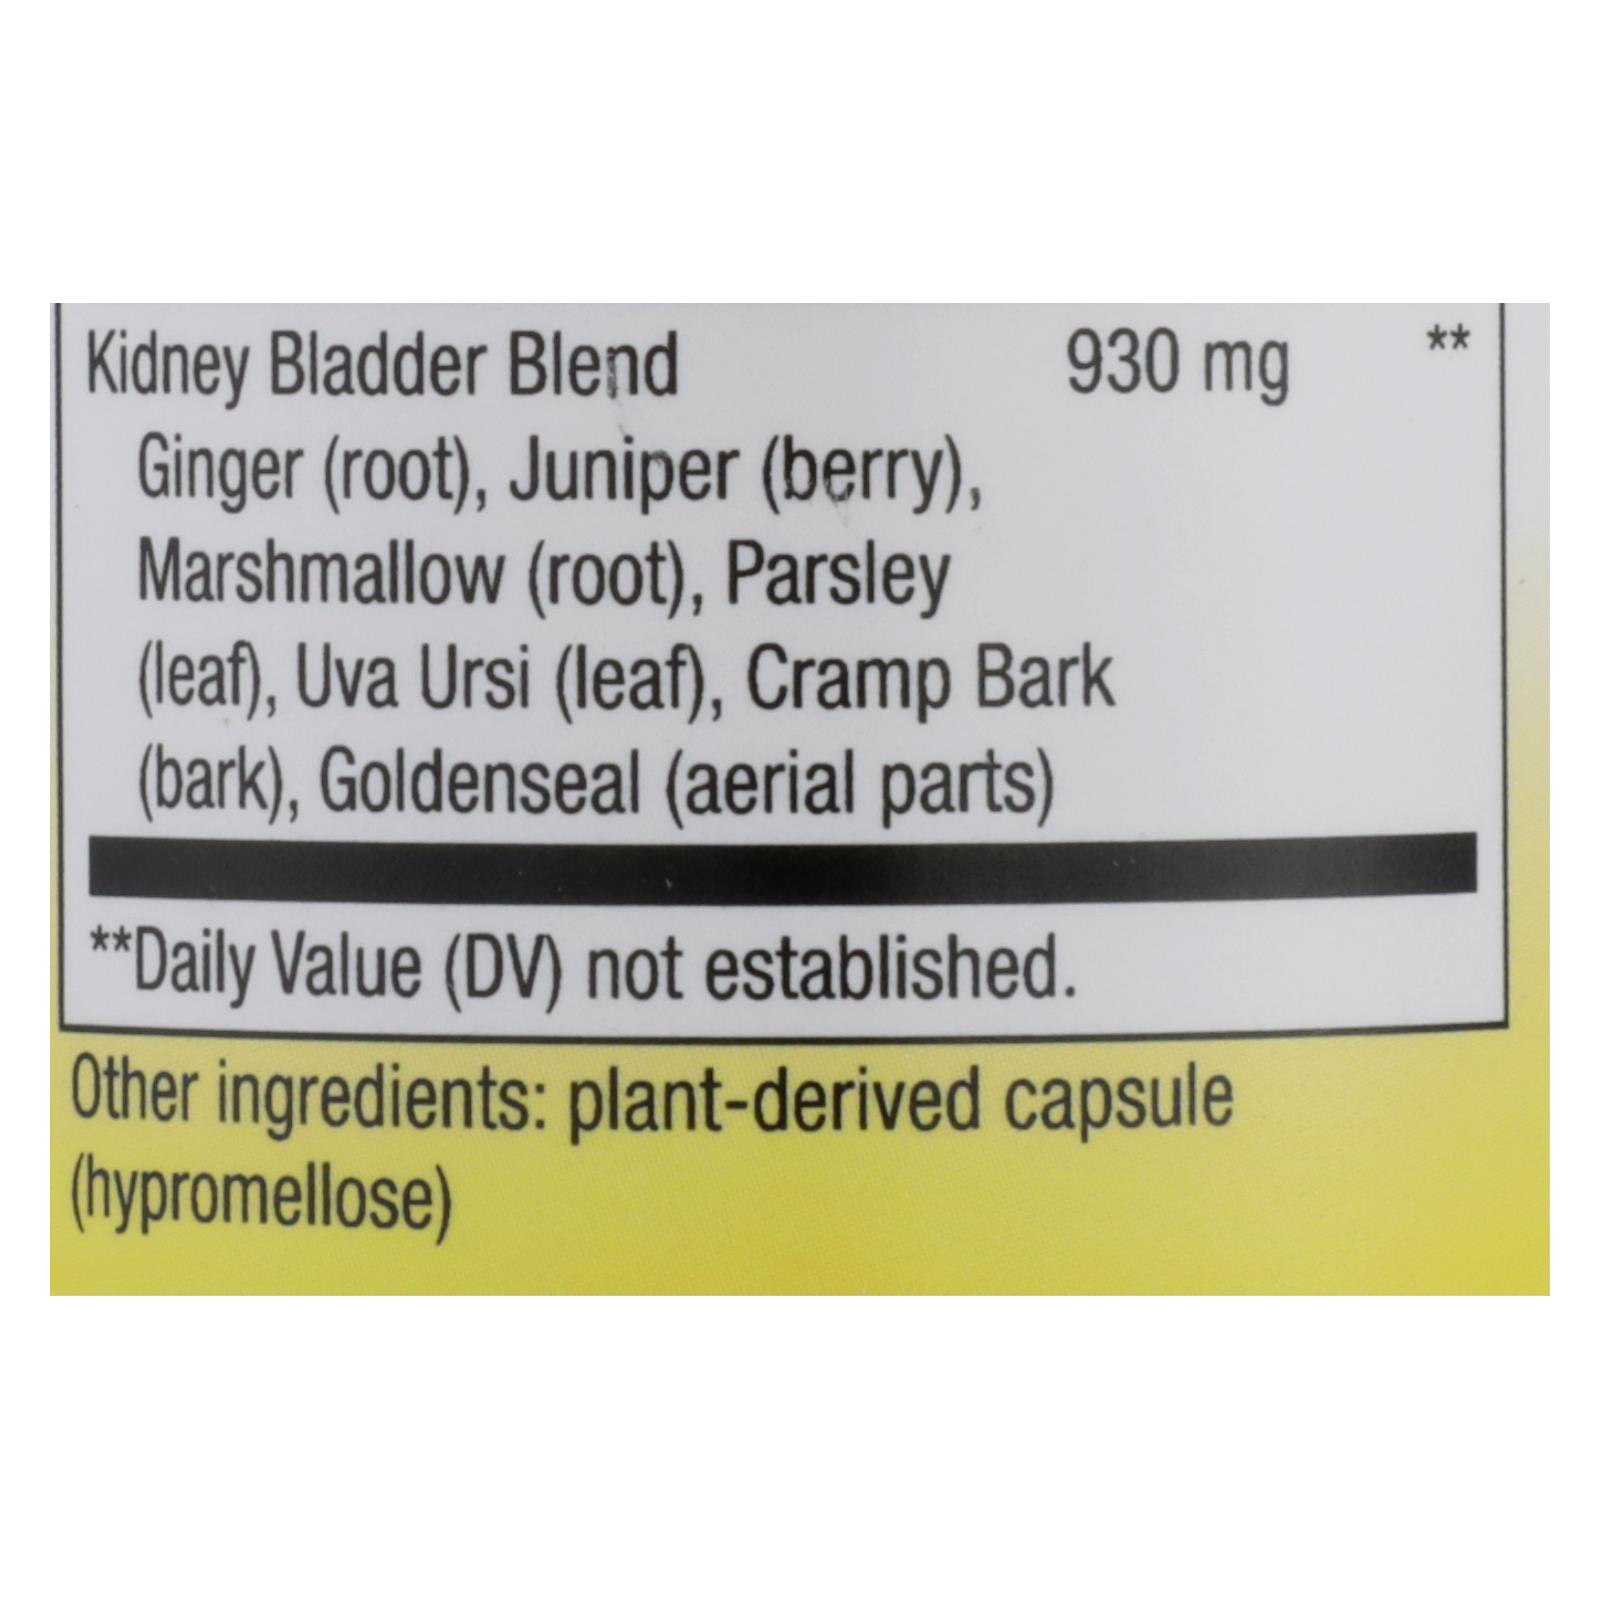 Kidney Bladder Blend 930 mg **
Ginger (root), Juniper (berry),
Marshmallow (root), Parsley
(leaf), Uva Ursi (leaf), Cramp Bark
(bark), Goldenseal (aerial parts)
**Daily Value (DV) not established.
Other ingredients: plant-derived capsule
(hypromellose)